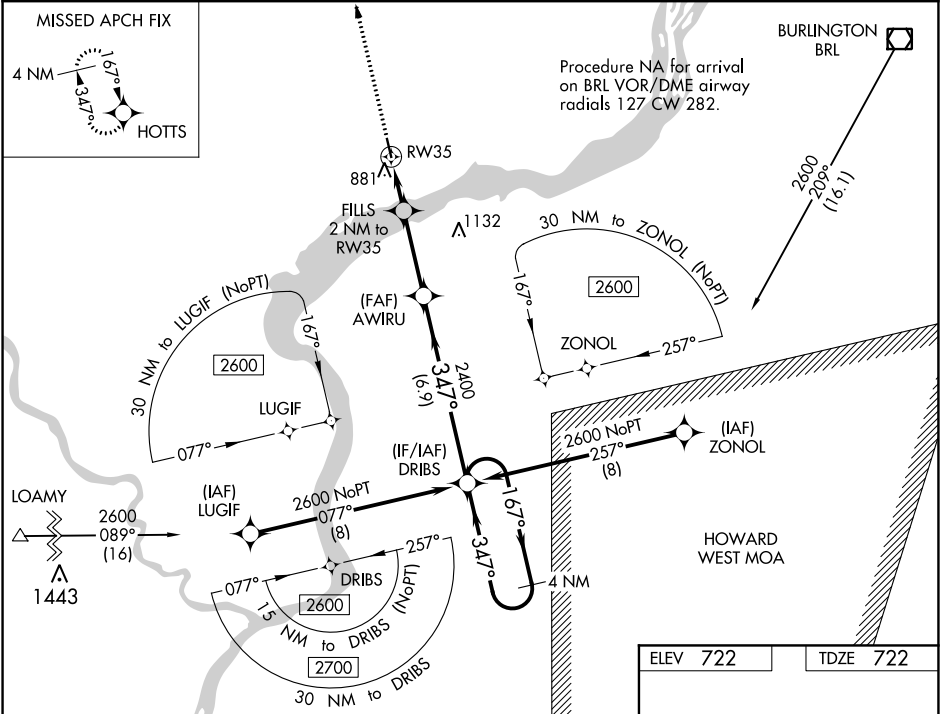 MISSED APCH FIX
4 NM
167°
347°
HOTTS
BURLINGTON
BRL
Procedure NA for arrival
on BRL VOR/DME airway
radials 127 CW 282.
2600
209°
(16.1)
RW35
881
FILLS
2 NM to
RW35
1132
30 NM to ZONOL (NoPT)
2600
167°
ZONOL
257°
(FAF)
AWIRU
30 NM to LUGIF (NoPT)
2600
167°
LUGIF
077°
2400
347°
(6.9)
(IF/IAF)
DRIBS
2600 NoPT
257°
(8)
(IAF)
ZONOL
LOAMY
2600
089°
(16)
1443
(IAF)
LUGIF
2600 NoPT
077°
(8)
167°
347°
4 NM
HOWARD
WEST MOA
077°
257°
DRIBS
2600
15 NM to DRIBS (NoPT)
2700
30 NM to DRIBS
ELEV 722
TDZE 722